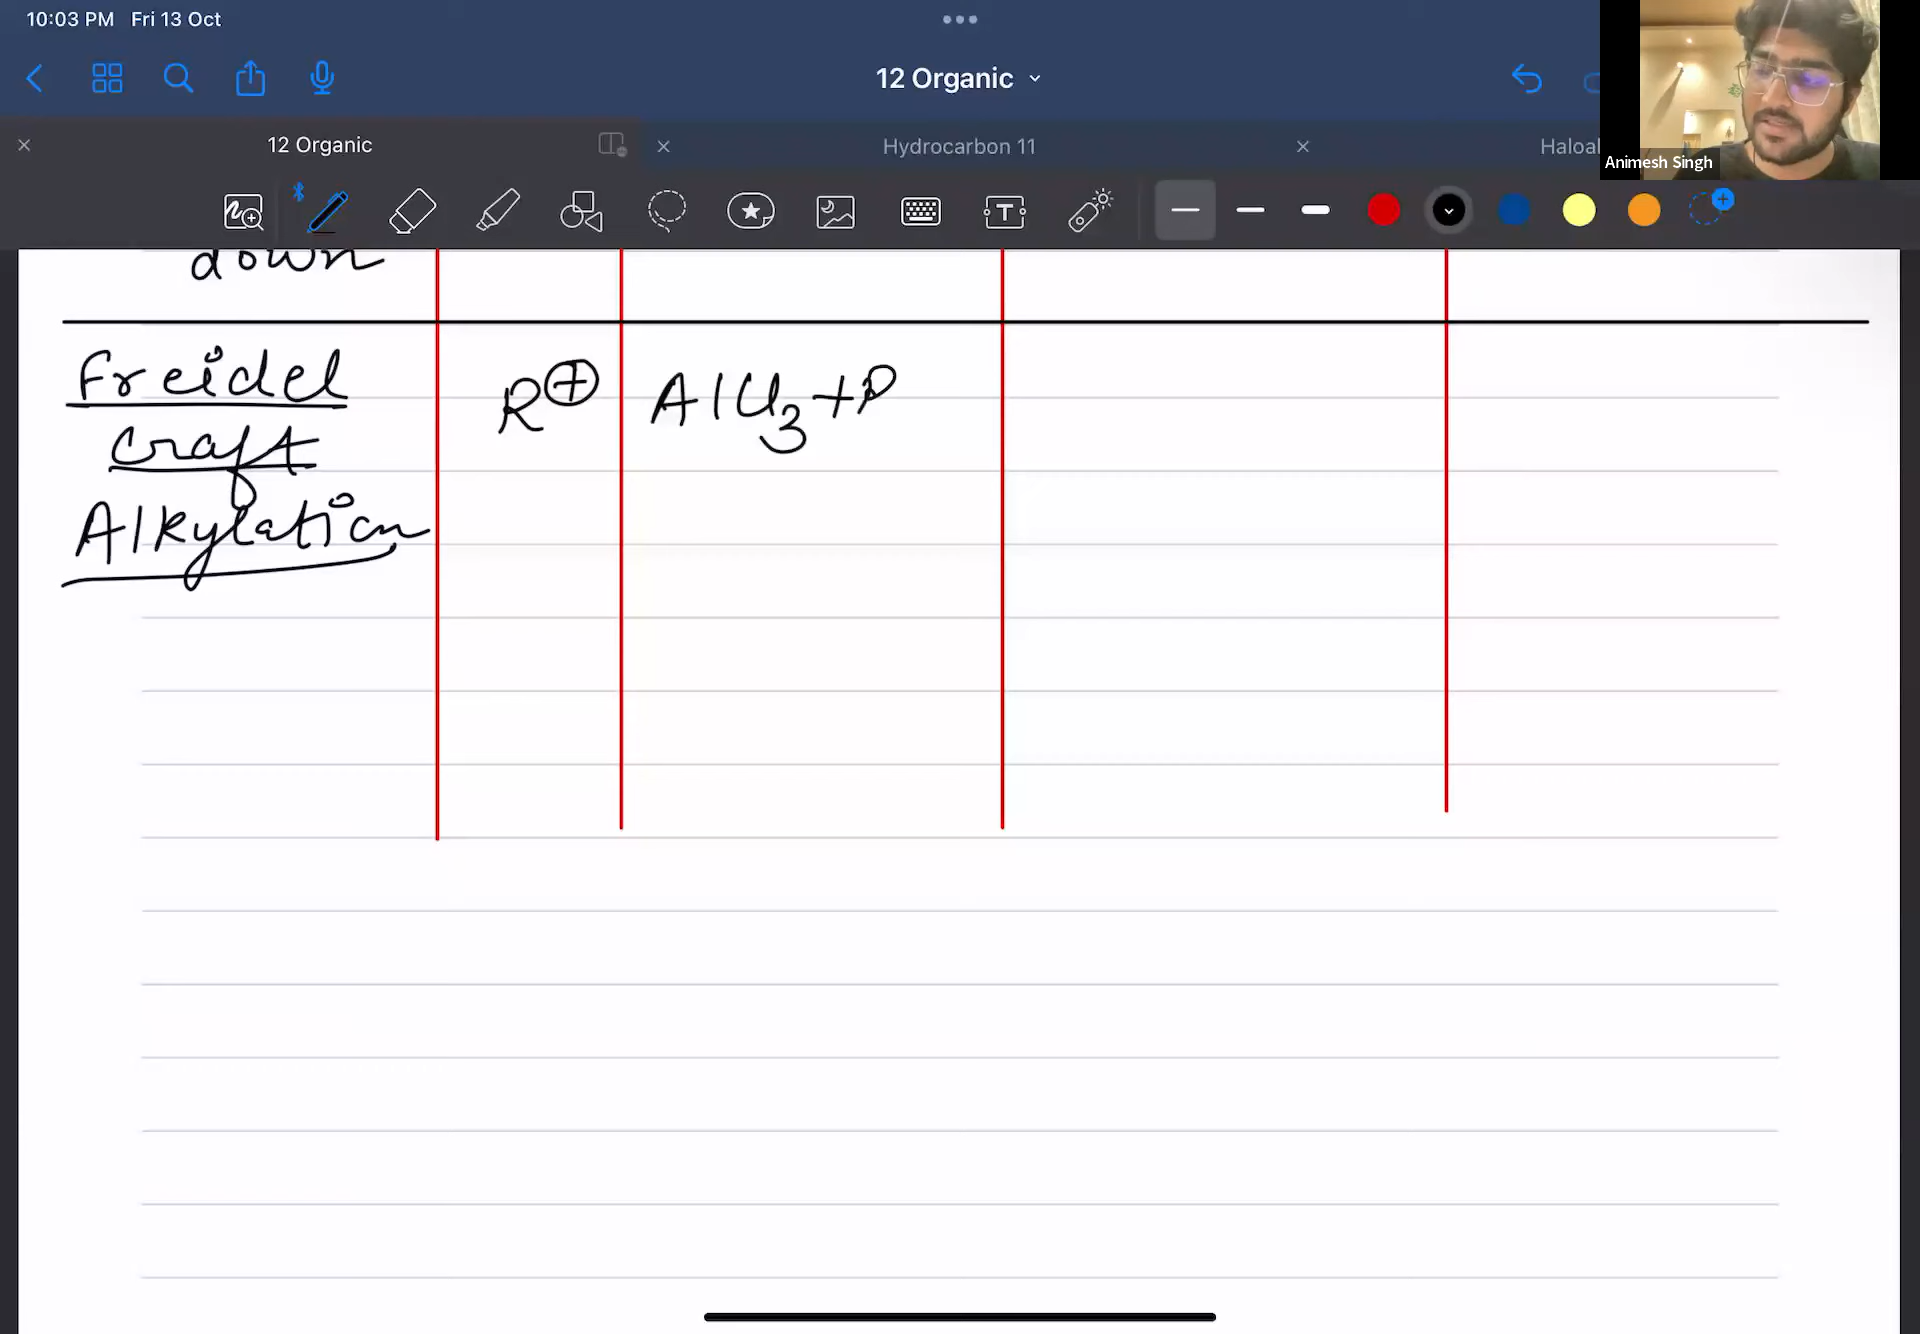 10:03 PM Fri 13 Oct
12 Organic
12 Organic
Hydrocarbon 11
Haloal
Animesh Singh
T
down
Freidel
craft
Alkylation
R⊕
AlCl₃+R